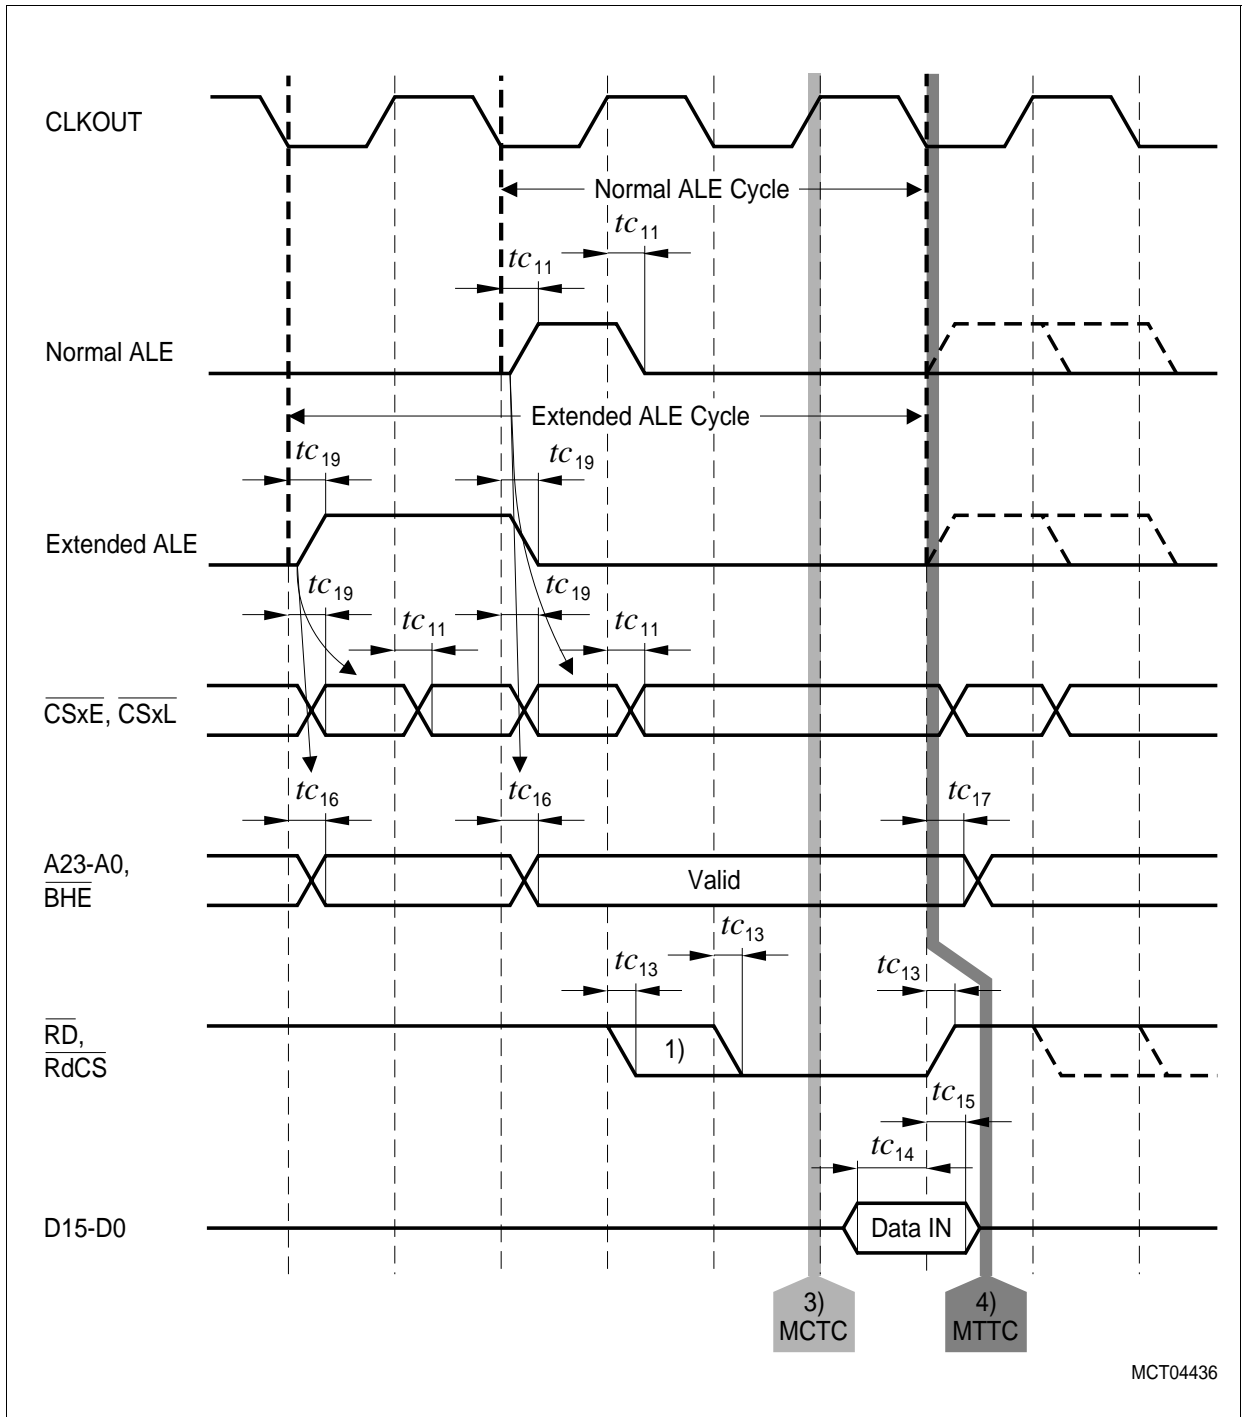 CLKOUT
Normal ALE Cycle
tc11
tc11
Normal ALE
Extended ALE Cycle
tc19
tc19
Extended ALE
tc19
tc19
tc11
tc11
CSxE, CSxL
tc16
tc16
tc17
A23-A0,
BHE
Valid
tc13
tc13
tc13
RD,
RdCS
1)
tc15
tc14
D15-D0
Data IN
3)
MCTC
4)
MTTC
MCT04436